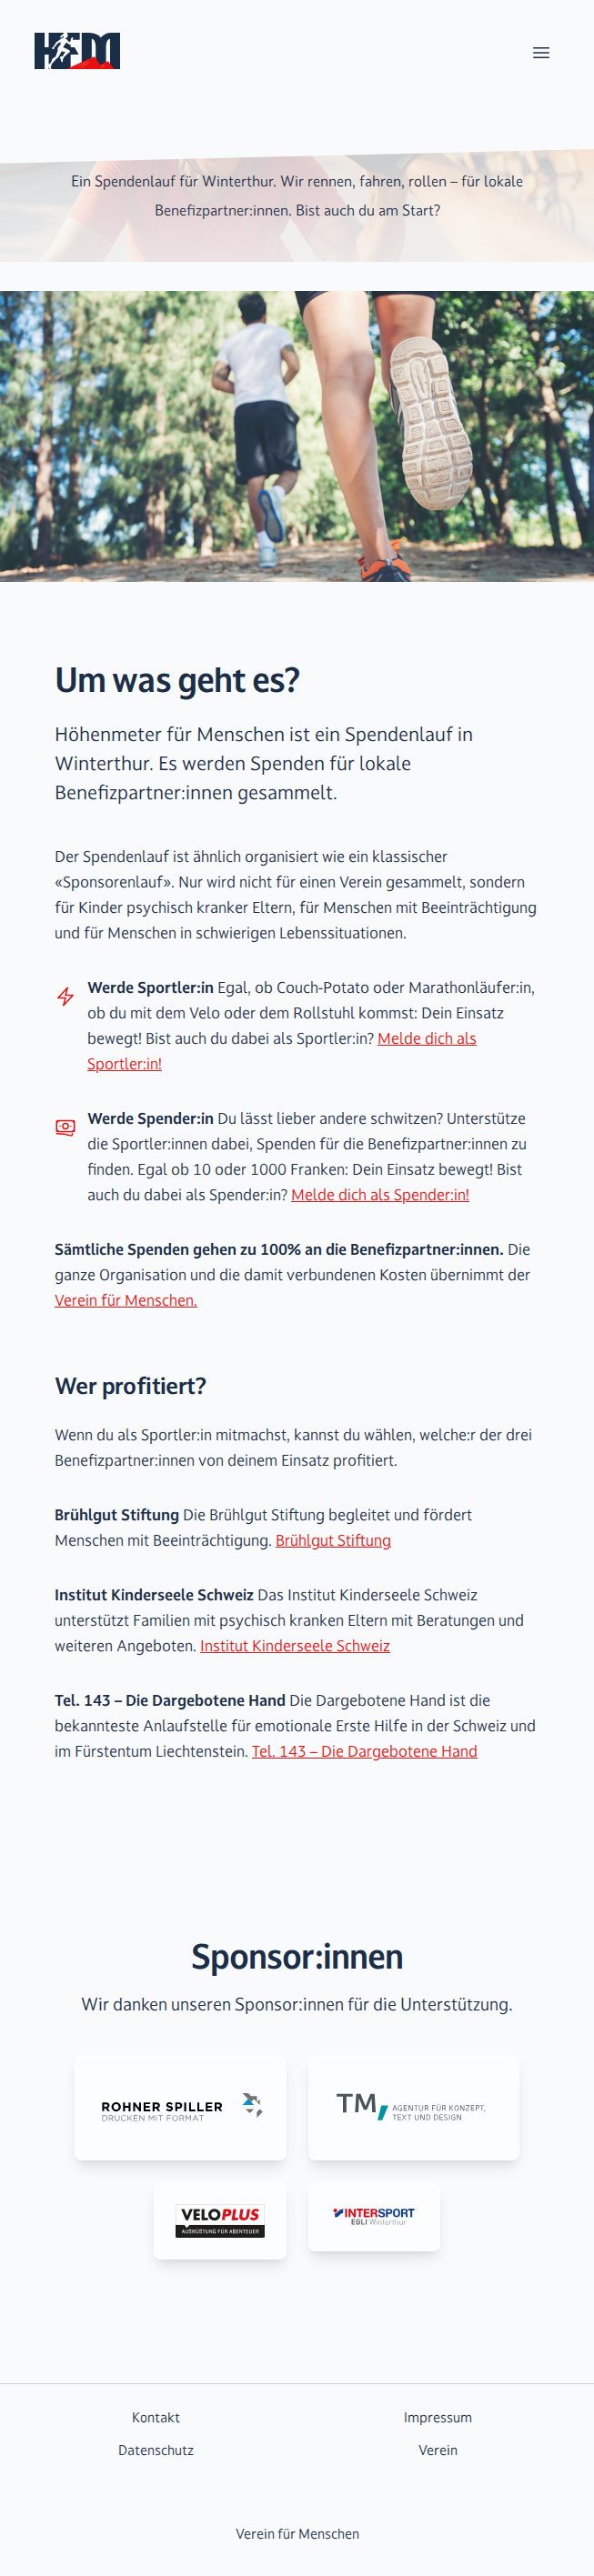 HFM
Ein Spendenlauf für Winterthur. Wir rennen, fahren, rollen – für lokale
Benefizpartner:innen. Bist auch du am Start?
Um was geht es?
Höhenmeter für Menschen ist ein Spendenlauf in
Winterthur. Es werden Spenden für lokale
Benefizpartner:innen gesammelt.
Der Spendenlauf ist ähnlich organisiert wie ein klassischer
«Sponsorenlauf». Nur wird nicht für einen Verein gesammelt, sondern
für Kinder psychisch kranker Eltern, für Menschen mit Beeinträchtigung
und für Menschen in schwierigen Lebenssituationen.
Werde Sportler:in Egal, ob Couch-Potato oder Marathonläufer:in,
ob du mit dem Velo oder dem Rollstuhl kommst: Dein Einsatz
bewegt! Bist auch du dabei als Sportler:in? Melde dich als
Sportler:in!
Werde Spender:in Du lässt lieber andere schwitzen? Unterstütze
die Sportler:innen dabei, Spenden für die Benefizpartner:innen zu
finden. Egal ob 10 oder 1000 Franken: Dein Einsatz bewegt! Bist
auch du dabei als Spender:in? Melde dich als Spender:in!
Sämtliche Spenden gehen zu 100% an die Benefizpartner:innen. Die
ganze Organisation und die damit verbundenen Kosten übernimmt der
Verein für Menschen.
Wer profitiert?
Wenn du als Sportler:in mitmachst, kannst du wählen, welche:r der drei
Benefizpartner:innen von deinem Einsatz profitiert.
Brühlgut Stiftung Die Brühlgut Stiftung begleitet und fördert
Menschen mit Beeinträchtigung. Brühlgut Stiftung
Institut Kinderseele Schweiz Das Institut Kinderseele Schweiz
unterstützt Familien mit psychisch kranken Eltern mit Beratungen und
weiteren Angeboten. Institut Kinderseele Schweiz
Tel. 143 – Die Dargebotene Hand Die Dargebotene Hand ist die
bekannteste Anlaufstelle für emotionale Erste Hilfe in der Schweiz und
im Fürstentum Liechtenstein. Tel. 143 – Die Dargebotene Hand
Sponsor:innen
Wir danken unseren Sponsor:innen für die Unterstützung.
ROHNER SPILLER
DRUCKEN MIT FORMAT
TM,
AGENTUR FÜR KONZEPT,
TEXT UND DESIGN
VELOPLUS
AUSRÜSTUNG FÜR ABENTEUER
INTERSPORT
EGLI Winterthur
Kontakt
Impressum
Datenschutz
Verein
Verein für Menschen